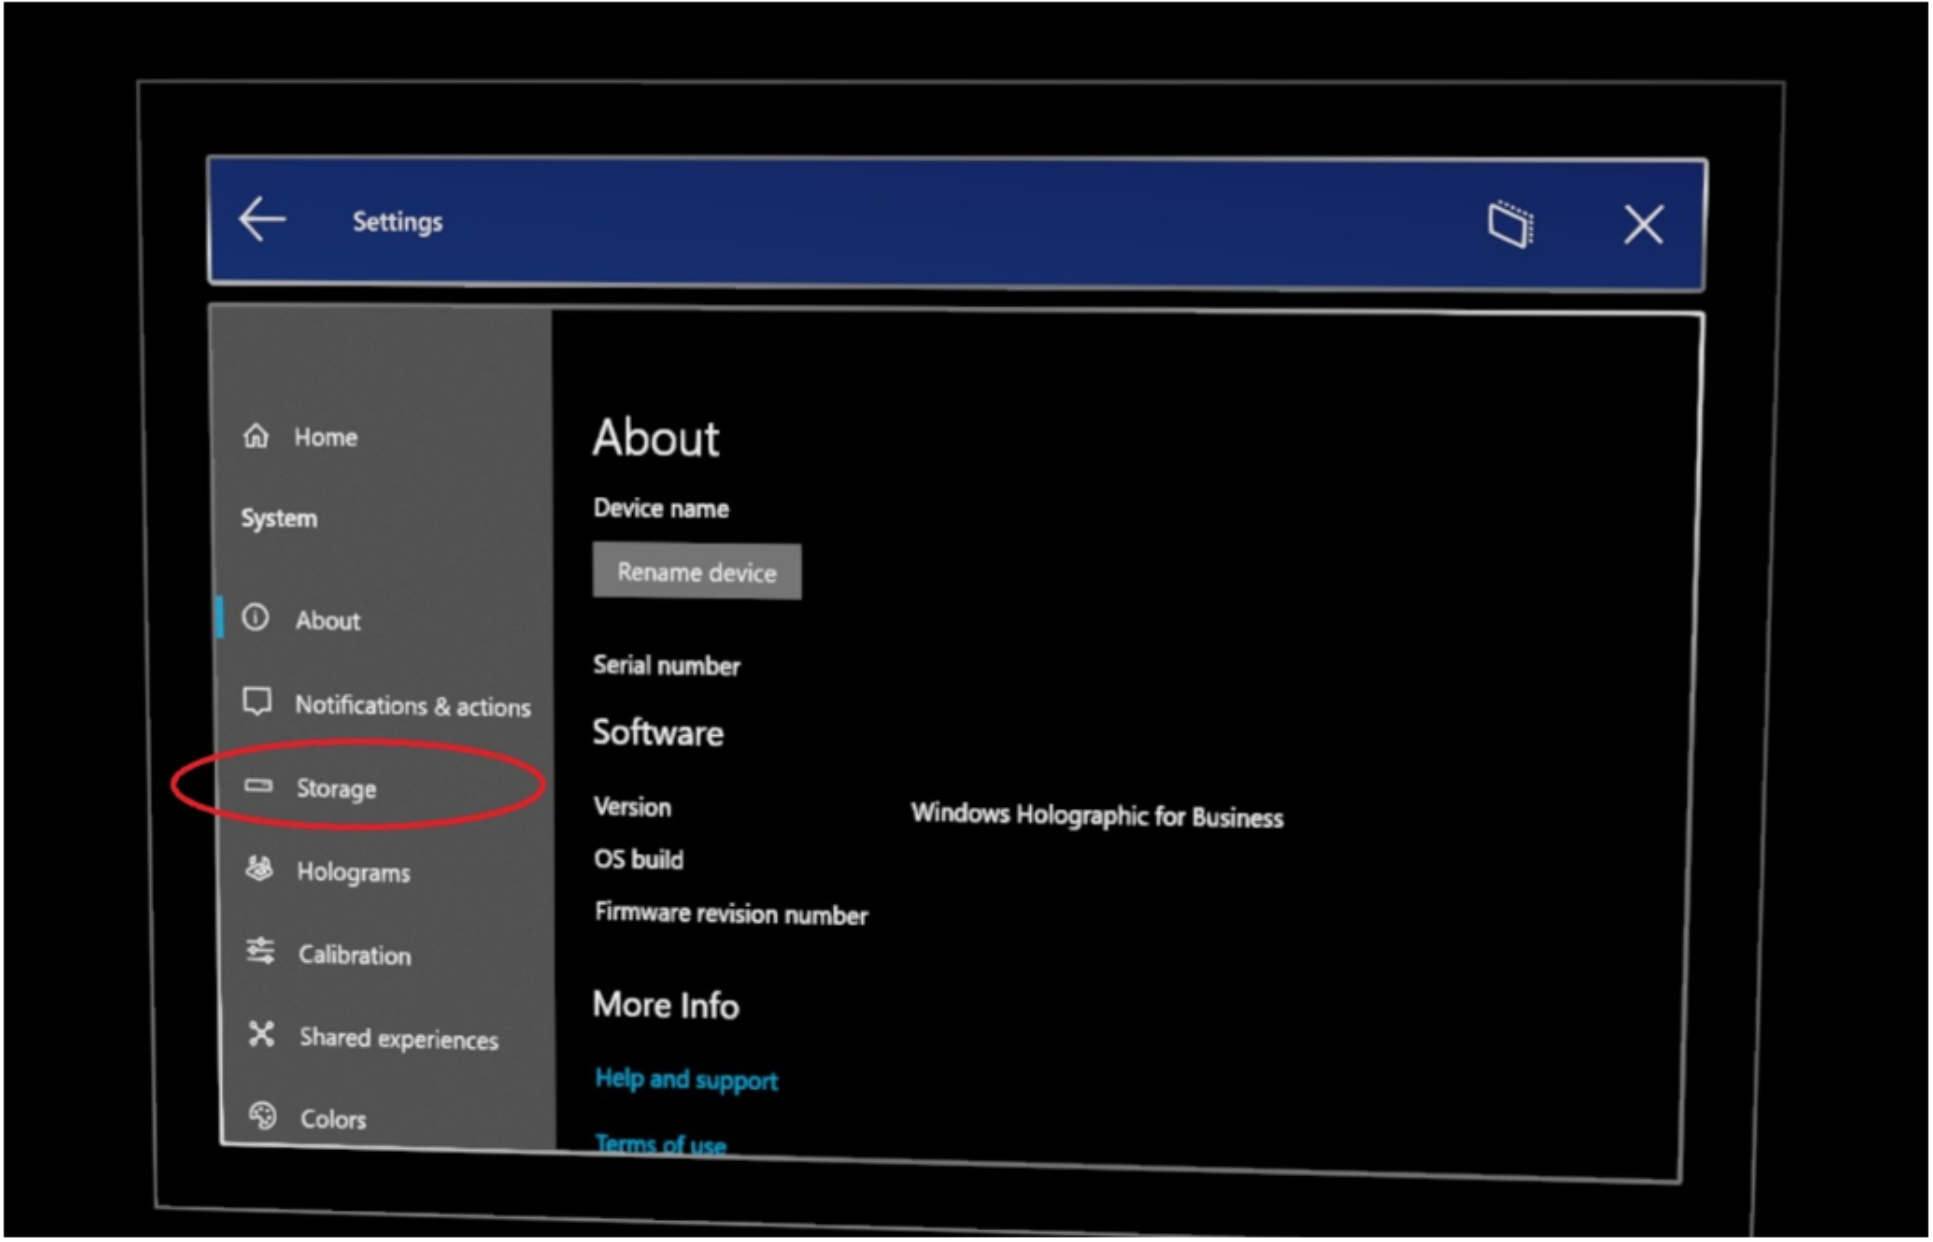 Settings
Home
System
About
Notifications & actions
Storage
Holograms
Calibration
Shared experiences
Colors
About
Device name
Rename device
Serial number
Software
Version Windows Holographic for Business
OS build
Firmware revision number
More Info
Help and support
Terms of use